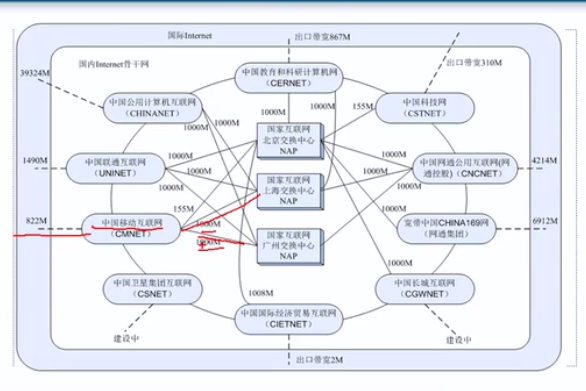 国际Internet
出口带宽867M
国内Internet骨干网
出口带宽310M
39324M
中国教育和科研计算机网
(CERNET)
中国公用计算机互联网
(CHINANET)
1000M
1000M
1000M
155M
中国科技网
(CSTNET)
国家互联网
北京交换中心
NAP
1490M
中国联通互联网
(UNINET)
1000M
1000M
1000M
1000M
1000M
中国网通公用互联网(网
通控股)(CNCNET)
4214M
国家互联网
上海交换中心
NAP
822M
中国移动互联网
(CMNET)
155M
1000M
1000M
国家互联网
广州交换中心
NAP
宽带中国CHINA169网
(网通集团)
6912M
1000M
中国卫星集团互联网
(CSNET)
中国长城互联网
(CGWNET)
1008M
中国国际经济贸易互联网
(CIETNET)
建设中
建设中
出口带宽2M